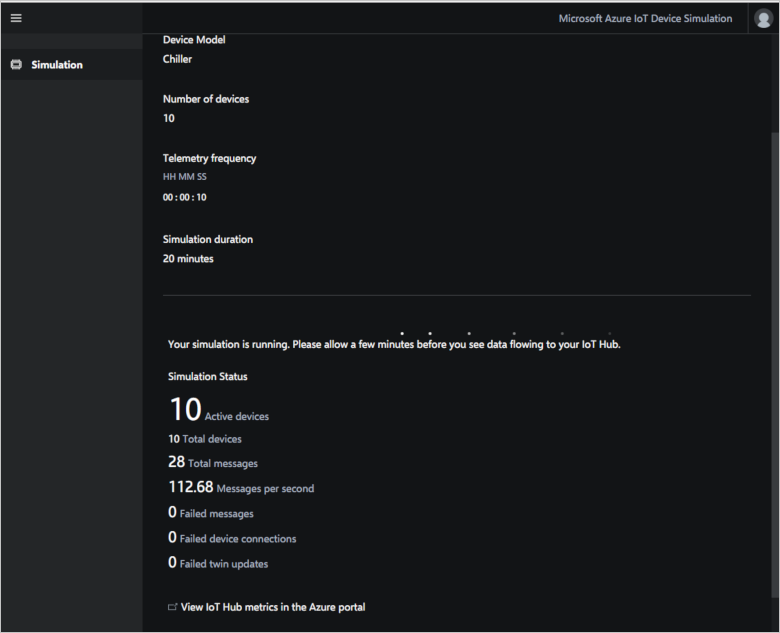 Microsoft Azure IoT Device Simulation
Simulation
Device Model
Chiller
Number of devices
10
Telemetry frequency
HH MM SS
00 : 00 : 10
Simulation duration
20 minutes
Your simulation is running. Please allow a few minutes before you see data flowing to your IoT Hub.
Simulation Status
10 Active devices
10 Total devices
28 Total messages
112.68 Messages per second
0 Failed messages
0 Failed device connections
0 Failed twin updates
View IoT Hub metrics in the Azure portal